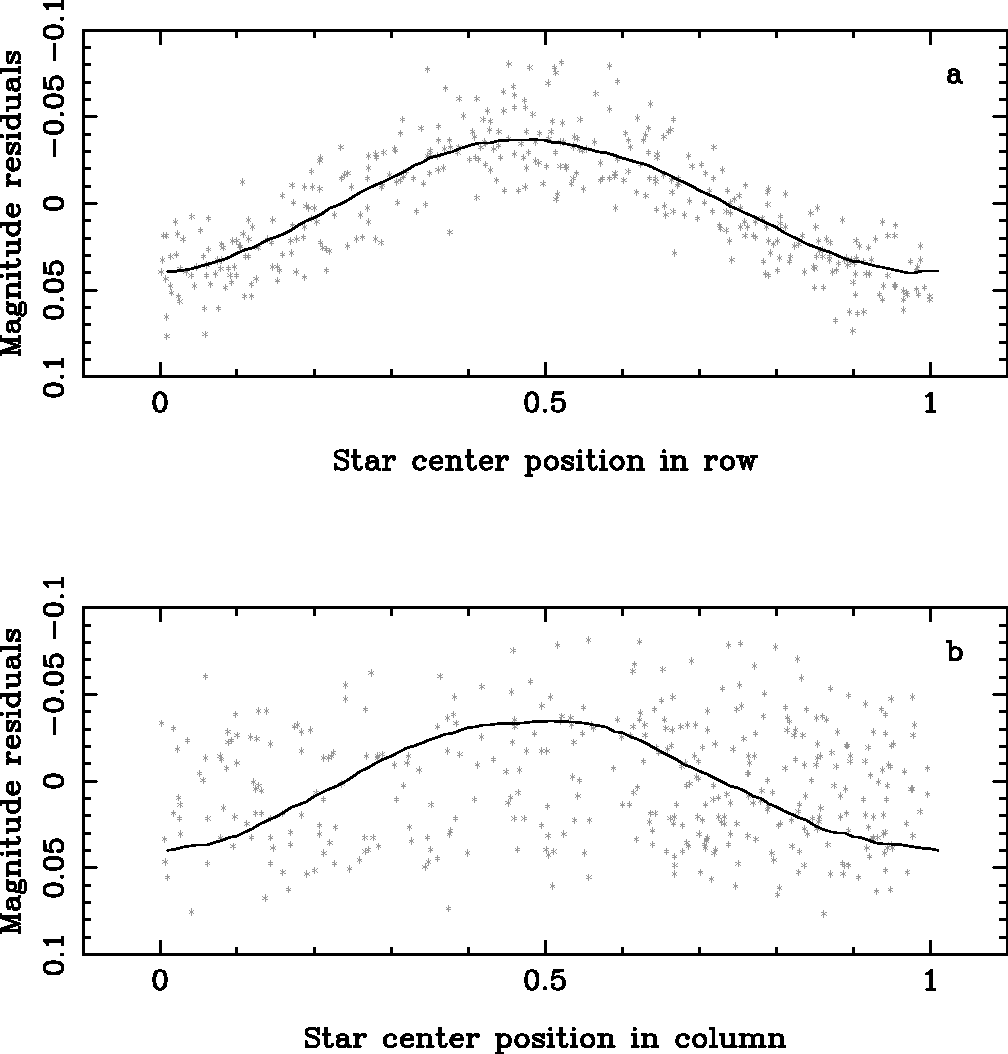 -0.1
-0.05
0
0.05
0.1
Magnitude residuals
a
0 0.5 1
Star center position in row
-0.1
-0.05
0
0.05
0.1
Magnitude residuals
b
0 0.5 1
Star center position in column